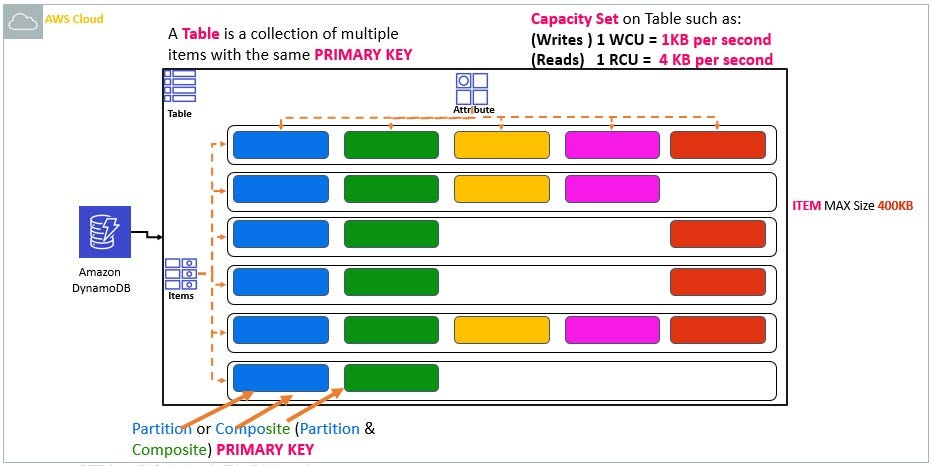 AWS Cloud
A Table is a collection of multiple
items with the same PRIMARY KEY
Capacity Set on Table such as:
(Writes ) 1 WCU = 1KB per second
(Reads) 1 RCU = 4 KB per second
Table
Attribute
ITEM MAX Size 400KB
Amazon
DynamoDB
Items
Partition or Composite (Partition &
Composite) PRIMARY KEY